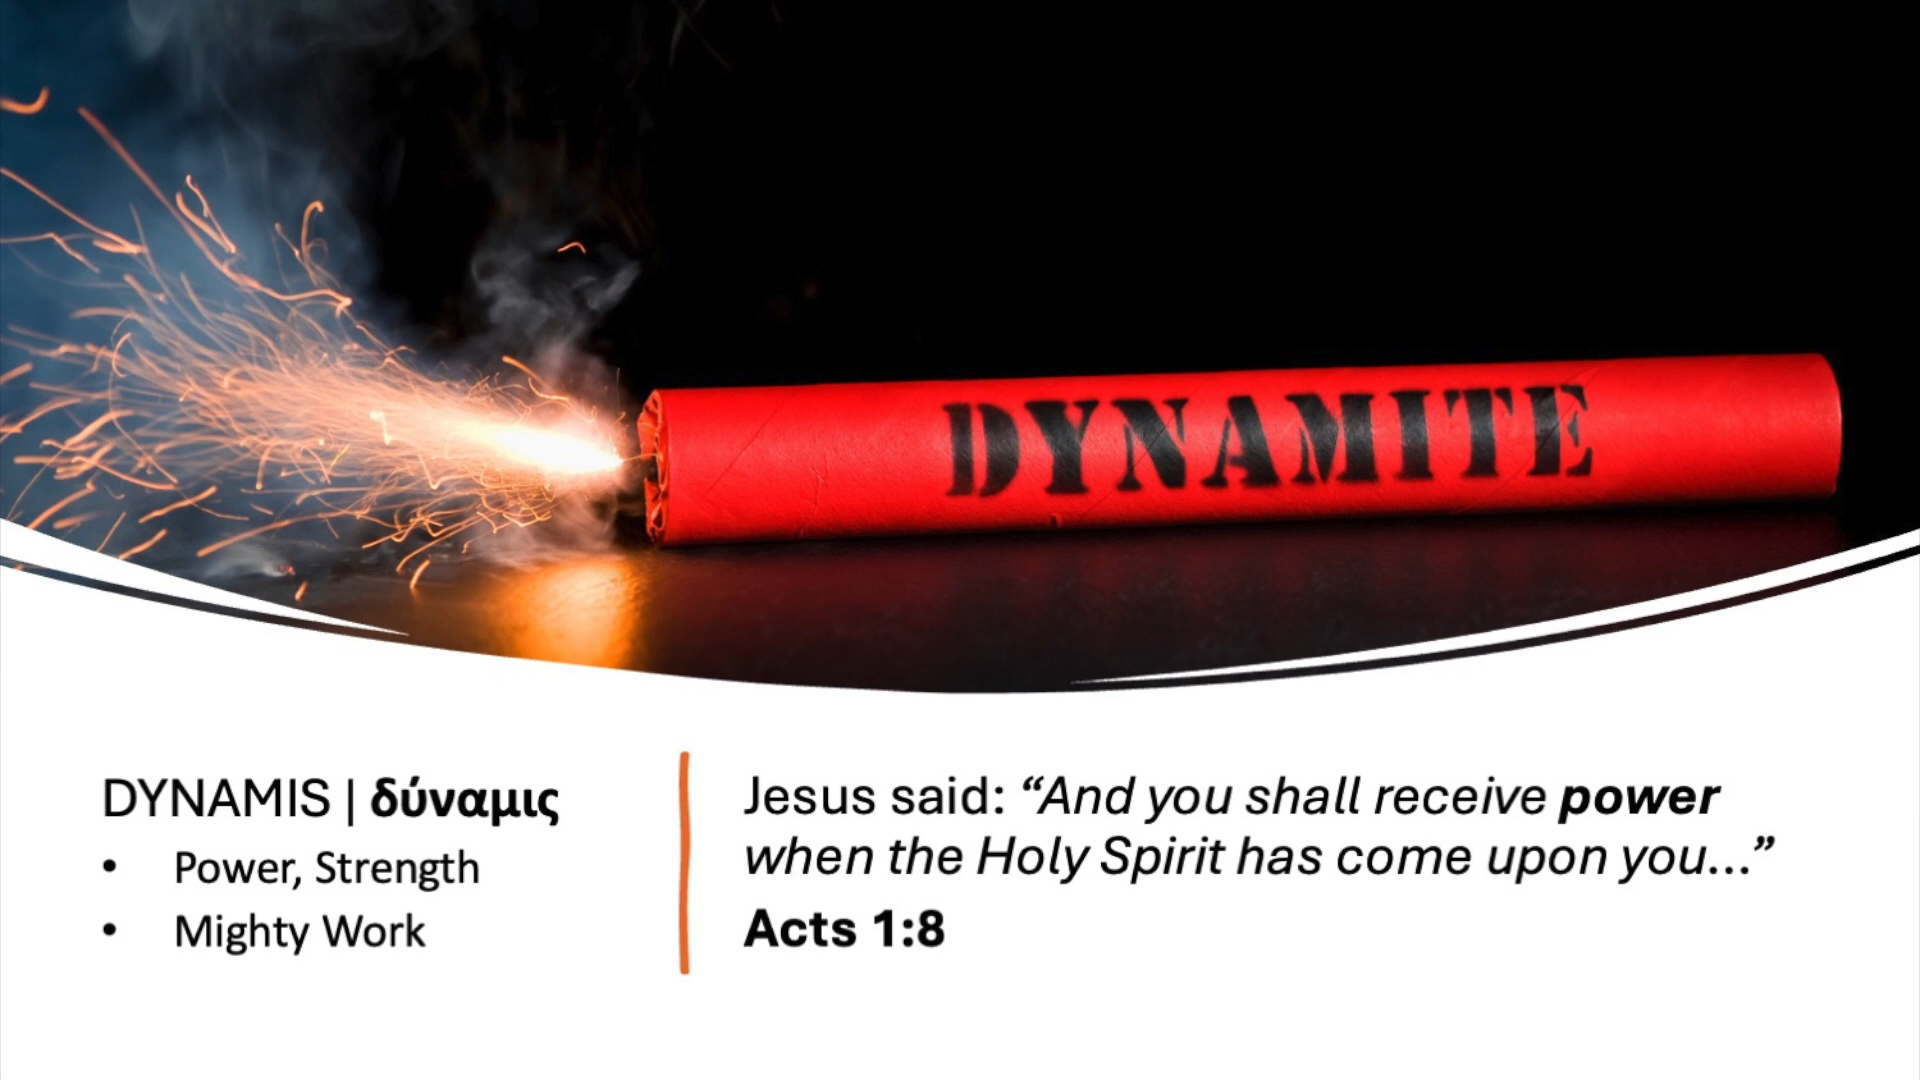 DYNAMITE
DYNAMIS | δύναμις
• Power, Strength
• Mighty Work
Jesus said: “And you shall receive power
when the Holy Spirit has come upon you...”
Acts 1:8